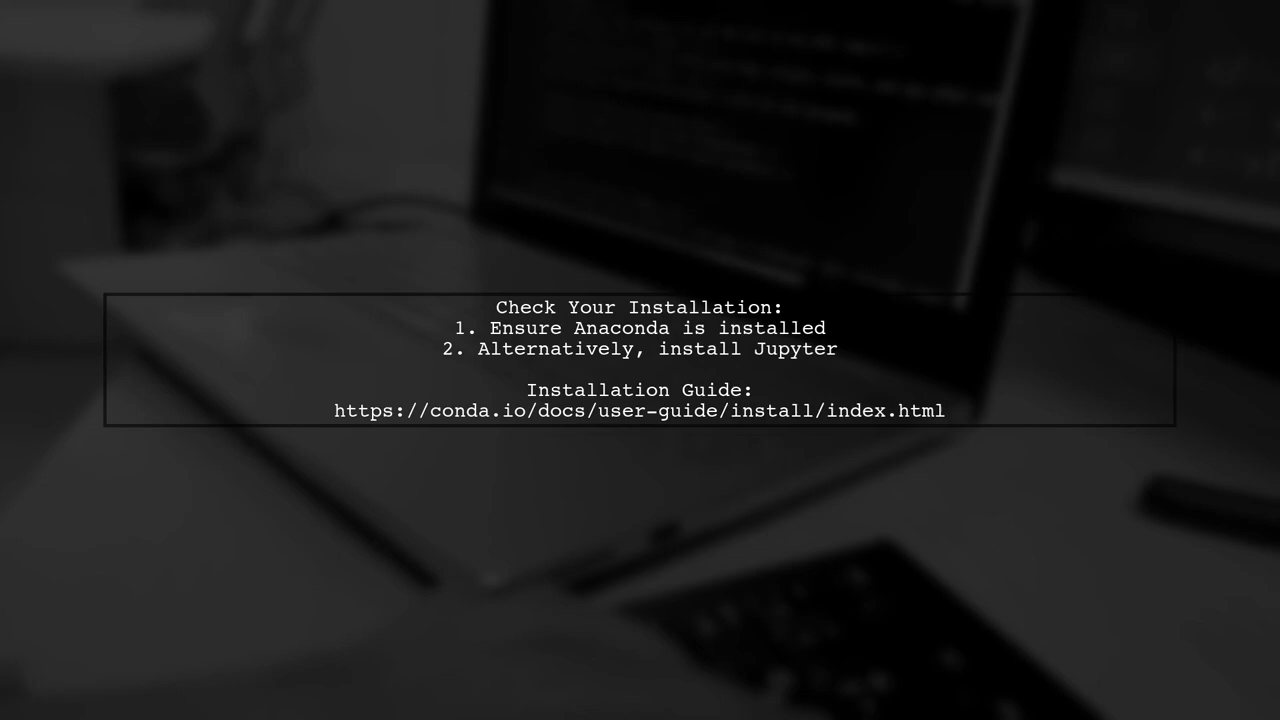 Check Your Installation:
1. Ensure Anaconda is installed
2. Alternatively, install Jupyter
Installation Guide:
https://conda.io/docs/user-guide/install/index.html